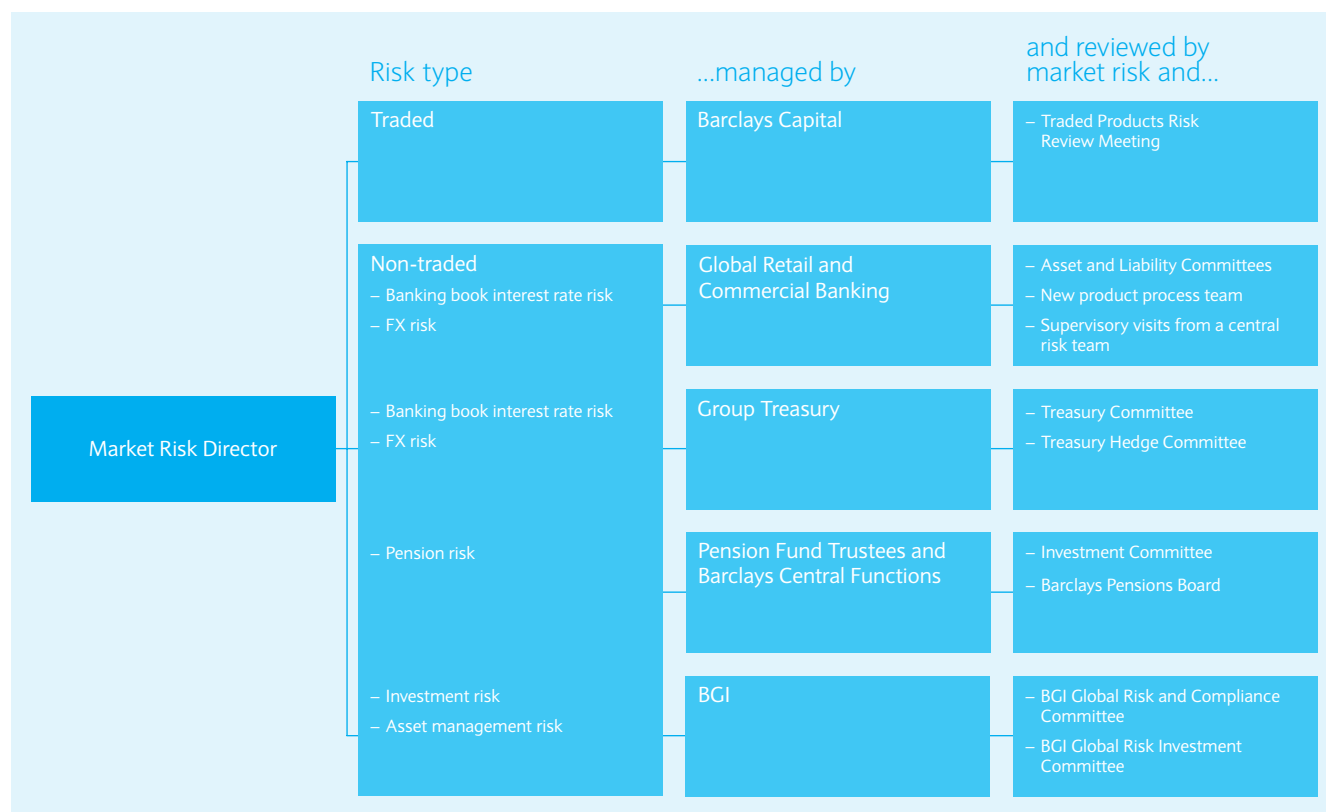 Risk type
...managed by
and reviewed by
market risk and...
Traded
Barclays Capital
– Traded Products Risk
Review Meeting
Non-traded
– Banking book interest rate risk
– FX risk
Global Retail and
Commercial Banking
– Asset and Liability Committees
– New product process team
– Supervisory visits from a central
risk team
Market Risk Director
– Banking book interest rate risk
– FX risk
Group Treasury
– Treasury Committee
– Treasury Hedge Committee
– Pension risk
Pension Fund Trustees and
Barclays Central Functions
– Investment Committee
– Barclays Pensions Board
– Investment risk
– Asset management risk
BGI
– BGI Global Risk and Compliance
Committee
– BGI Global Risk Investment
Committee